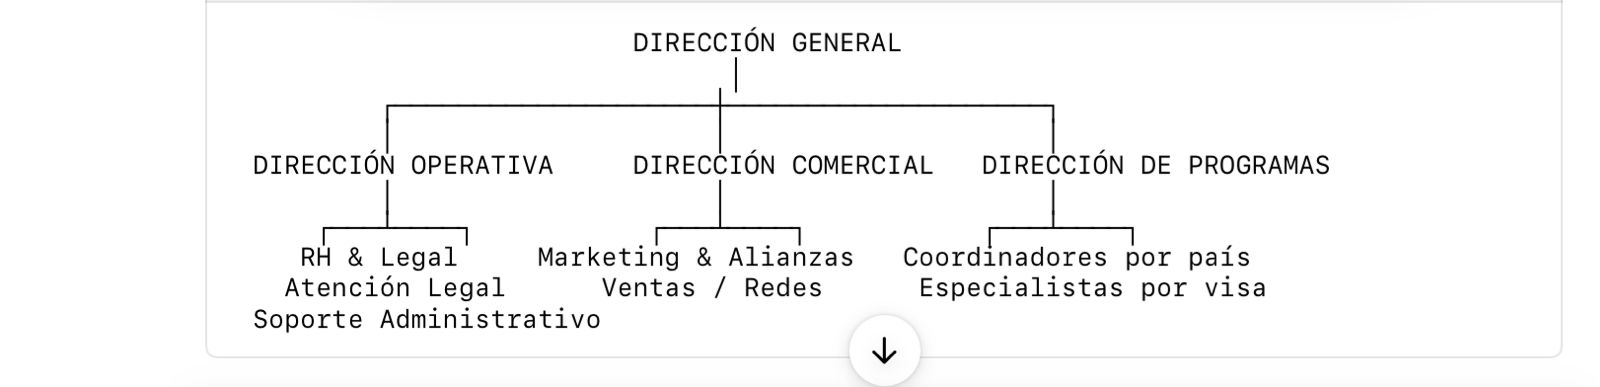 DIRECCIÓN GENERAL
DIRECCIÓN OPERATIVA DIRECCIÓN COMERCIAL DIRECCIÓN DE PROGRAMAS
RH & Legal Marketing & Alianzas Coordinadores por país
Atención Legal Ventas / Redes Especialistas por visa
Soporte Administrativo